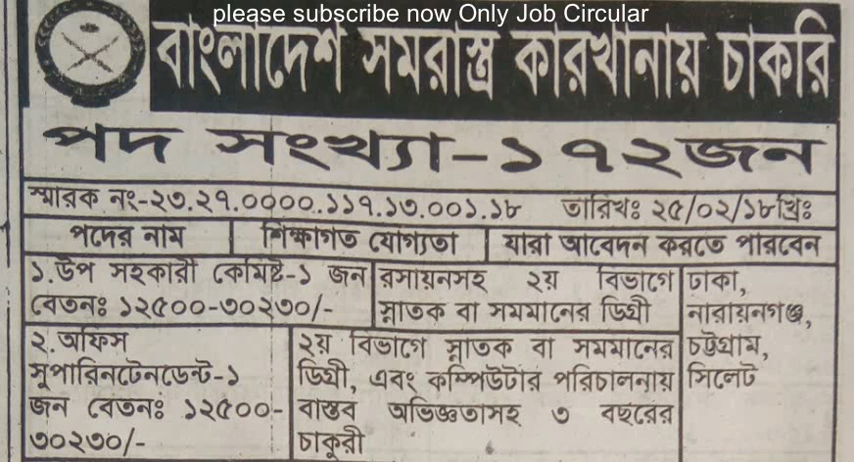 please subscribe now Only Job Circular
বাংলাদেশ সমরাস্ত্র কারখানায় চাকরি
পদ সংখ্যা-১৭২জন
স্মারক নং-২৩.২৭.০০০০.১১৭.১৩.০০১.১৮ তারিখঃ ২৫/০২/১৮খ্রিঃ
পদের নাম শিক্ষাগত যোগ্যতা যারা আবেদন করতে পারবেন
১.উপ সহকারী কেমিষ্ট-১ জন
বেতনঃ ১২৫০০-৩০২৩০/-
রসায়নসহ ২য় বিভাগে
স্নাতক বা সমমানের ডিগ্রী
ঢাকা,
নারায়নগঞ্জ,
চট্টগ্রাম,
সিলেট
২.অফিস
সুপারিনটেনডেন্ট-১
জন বেতনঃ ১২৫০০-
৩০২৩০/-
২য় বিভাগে স্নাতক বা সমমানের
ডিগ্রী, এবং কম্পিউটার পরিচালনায়
বাস্তব অভিজ্ঞতাসহ ৩ বছরের
চাকুরী